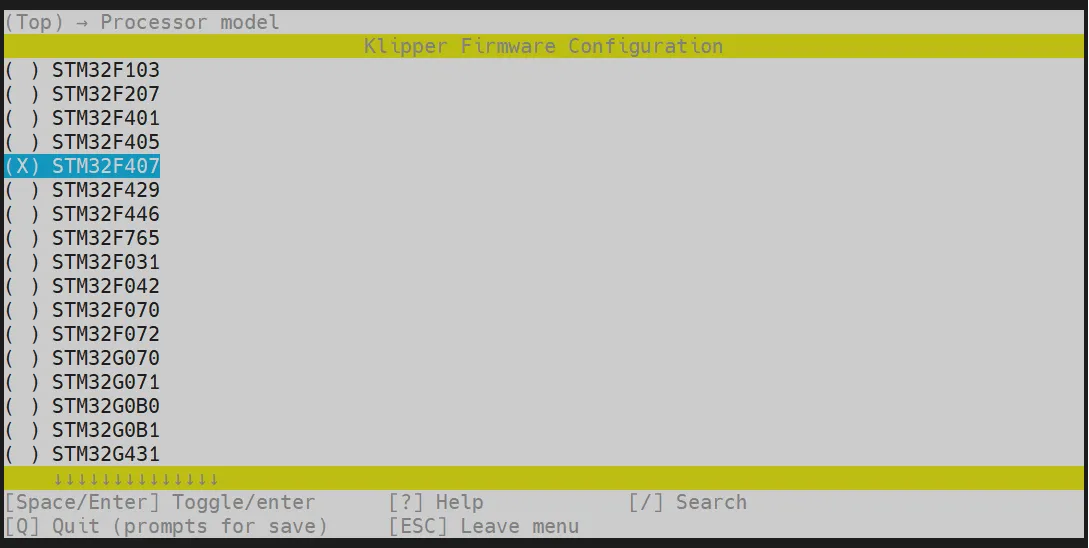 (Top) → Processor model
Klipper Firmware Configuration
( ) STM32F103
( ) STM32F207
( ) STM32F401
( ) STM32F405
(X) STM32F407
( ) STM32F429
( ) STM32F446
( ) STM32F765
( ) STM32F031
( ) STM32F042
( ) STM32F070
( ) STM32F072
( ) STM32G070
( ) STM32G071
( ) STM32G0B0
( ) STM32G0B1
( ) STM32G431
↓↓↓↓↓↓↓↓↓↓↓↓↓↓
[Space/Enter] Toggle/enter [?] Help [/] Search
[Q] Quit (prompts for save) [ESC] Leave menu